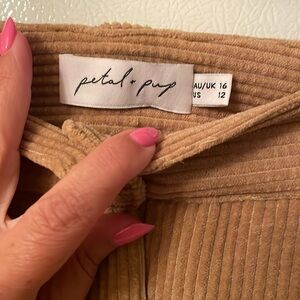 petal + pup
AU/UK 16
US 12